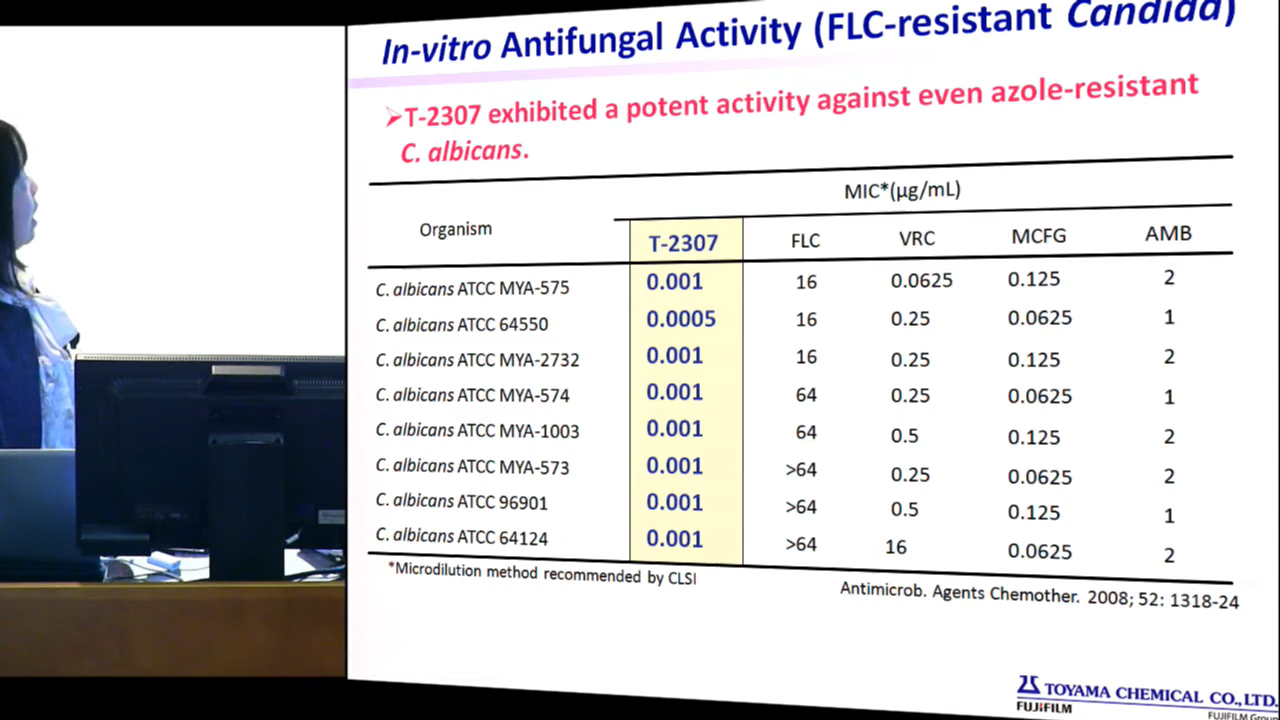 In-vitro Antifungal Activity (FLC-resistant Candida)
➢T-2307 exhibited a potent activity against even azole-resistant
C. albicans.
MIC*(µg/mL)
Organism T-2307 FLC VRC MCFG AMB
C. albicans ATCC MYA-575 0.001 16 0.0625 0.125 2
C. albicans ATCC 64550 0.0005 16 0.25 0.0625 1
C. albicans ATCC MYA-2732 0.001 16 0.25 0.125 2
C. albicans ATCC MYA-574 0.001 64 0.25 0.0625 1
C. albicans ATCC MYA-1003 0.001 64 0.5 0.125 2
C. albicans ATCC MYA-573 0.001 >64 0.25 0.0625 2
C. albicans ATCC 96901 0.001 >64 0.5 0.125 1
C. albicans ATCC 64124 0.001 >64 16 0.0625 2
*Microdilution method recommended by CLSI
Antimicrob. Agents Chemother. 2008; 52: 1318-24
TOYAMA CHEMICAL CO.,LTD.
FUJIFILM
FUJIFILM